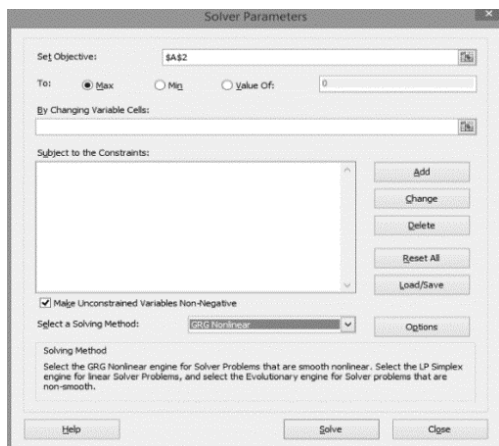 Solver Parameters
Set Objective: $A$2
To: Max Min Value Of: 0
By Changing Variable Cells:
Subject to the Constraints:
Add
Change
Delete
Reset All
Load/Save
Make Unconstrained Variables Non-Negative
Select a Solving Method: GRG Nonlinear Options
Solving Method
Select the GRG Nonlinear engine for Solver Problems that are smooth nonlinear. Select the LP Simplex
engine for linear Solver Problems, and select the Evolutionary engine for Solver problems that are
non-smooth.
Help Solve Close